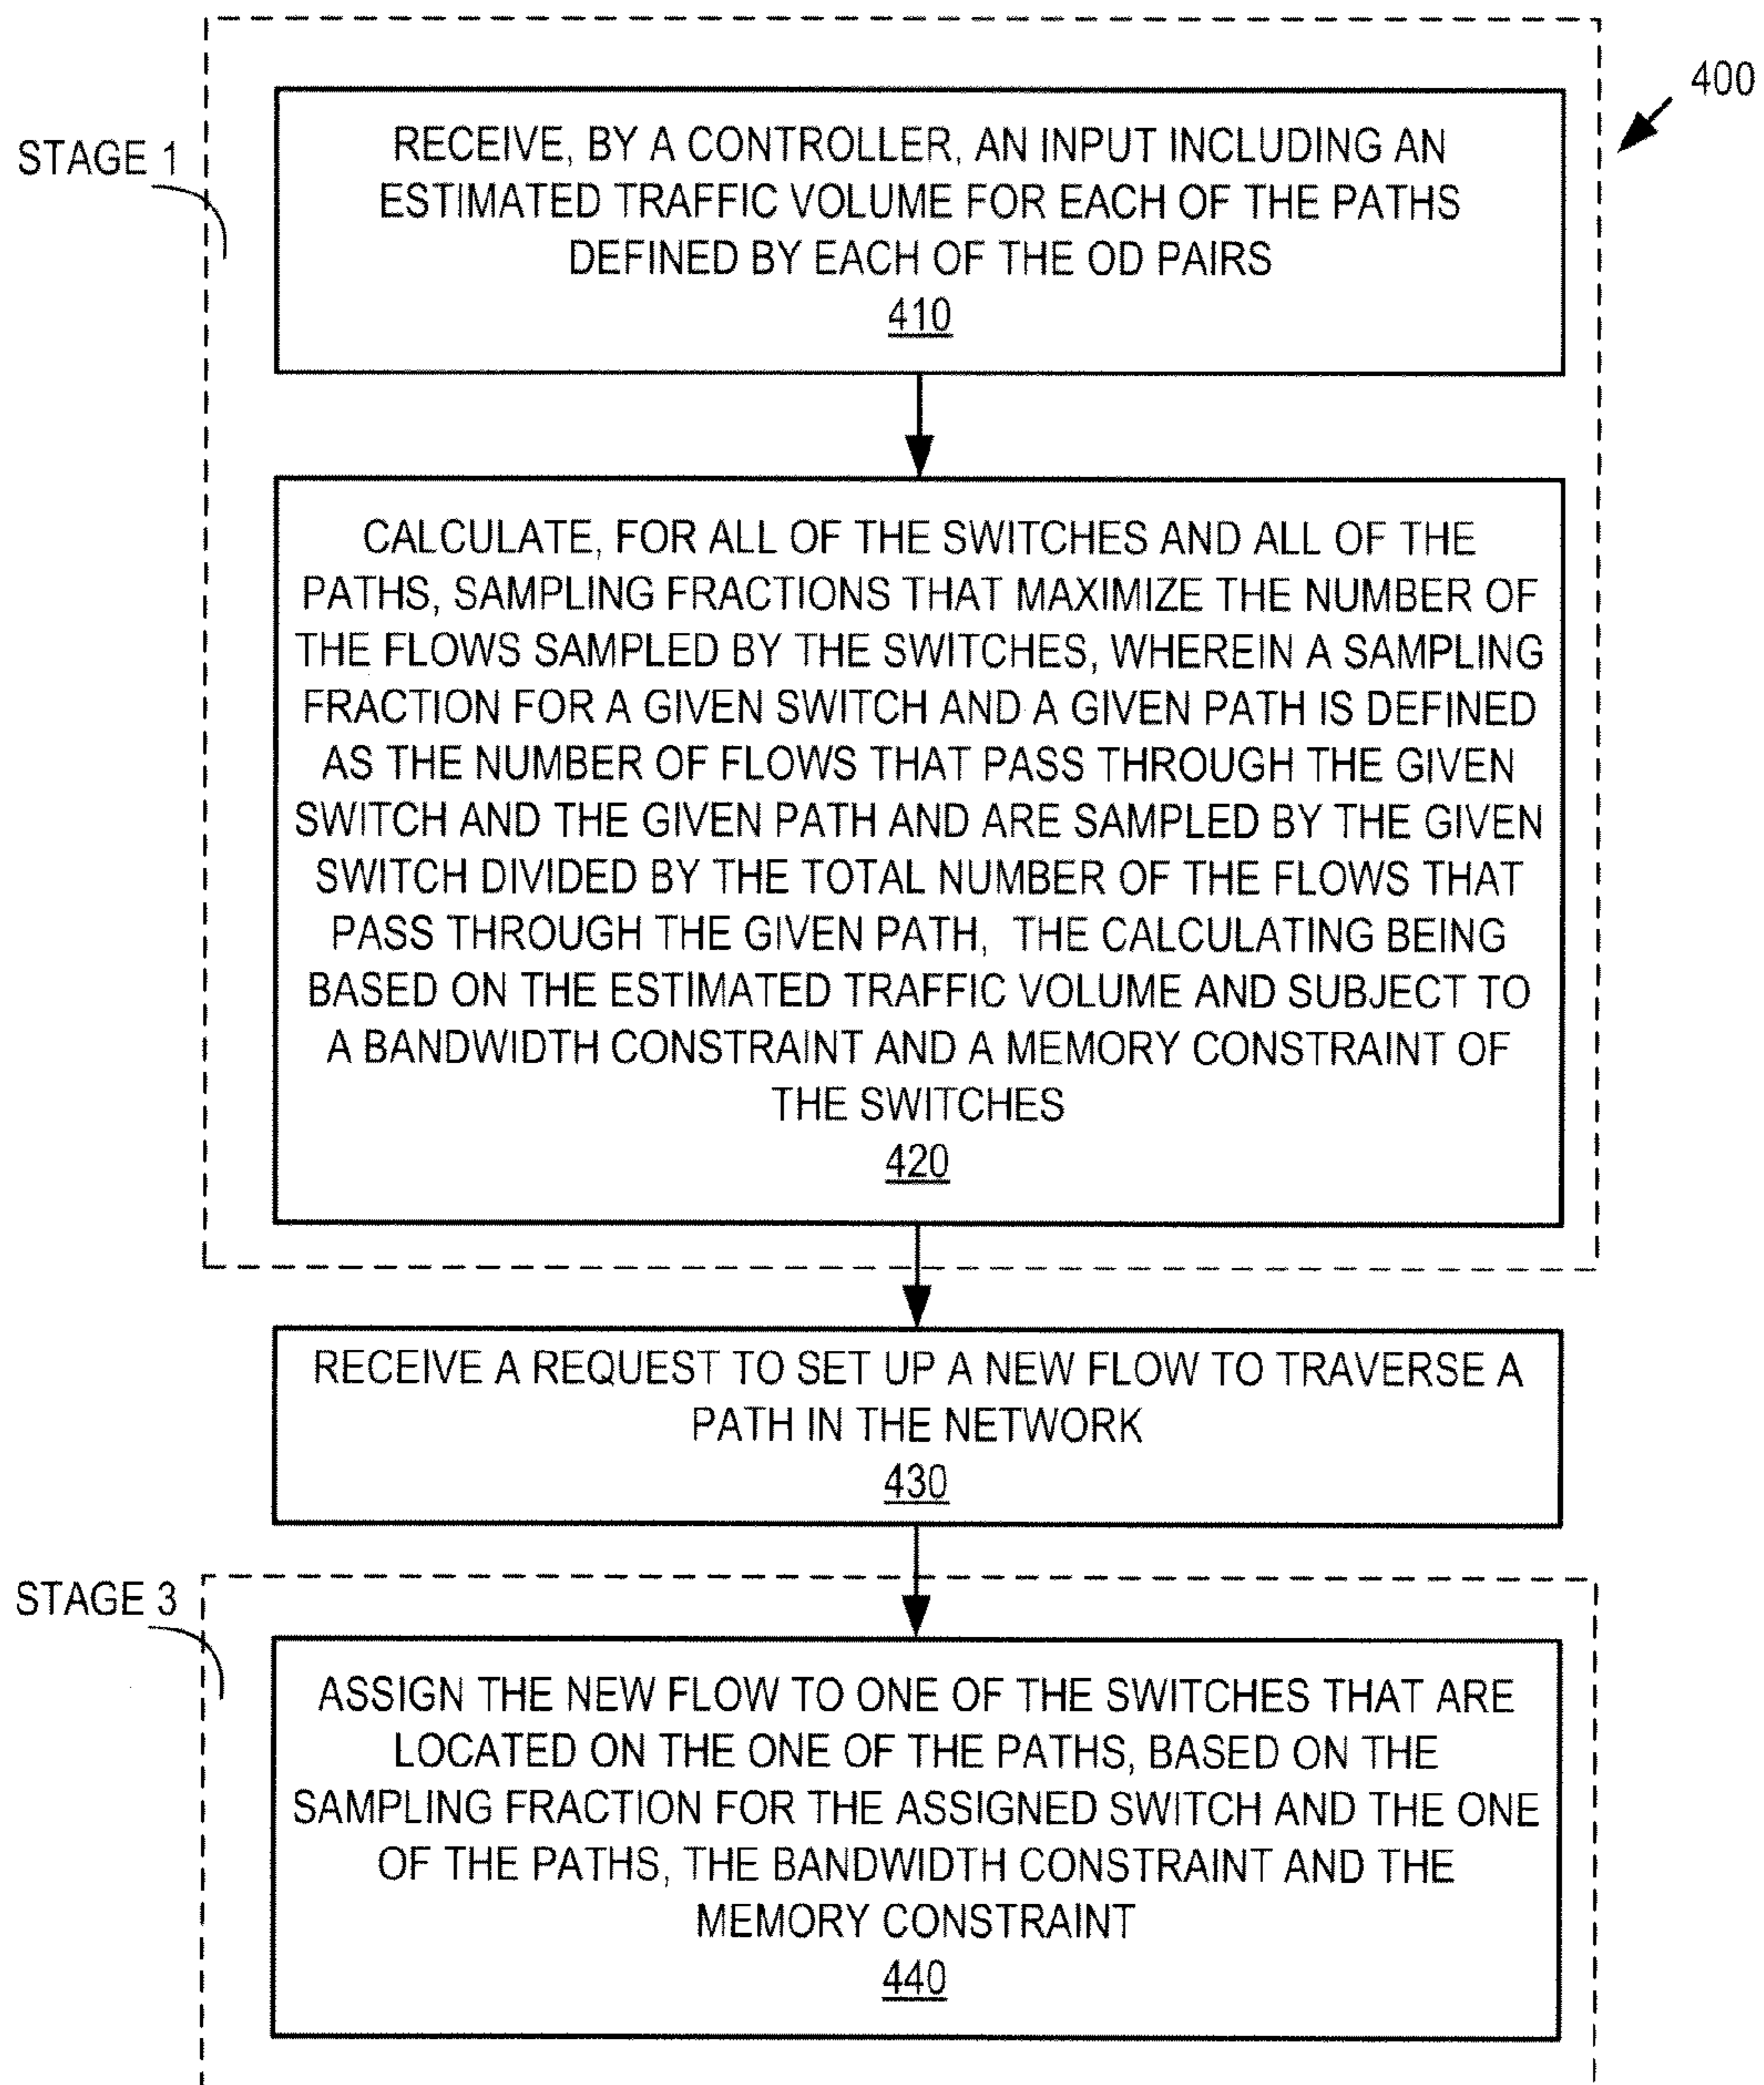 400
STAGE 1
RECEIVE, BY A CONTROLLER, AN INPUT INCLUDING AN
ESTIMATED TRAFFIC VOLUME FOR EACH OF THE PATHS
DEFINED BY EACH OF THE OD PAIRS
410
CALCULATE, FOR ALL OF THE SWITCHES AND ALL OF THE
PATHS, SAMPLING FRACTIONS THAT MAXIMIZE THE NUMBER OF
THE FLOWS SAMPLED BY THE SWITCHES, WHEREIN A SAMPLING
FRACTION FOR A GIVEN SWITCH AND A GIVEN PATH IS DEFINED
AS THE NUMBER OF FLOWS THAT PASS THROUGH THE GIVEN
SWITCH AND THE GIVEN PATH AND ARE SAMPLED BY THE GIVEN
SWITCH DIVIDED BY THE TOTAL NUMBER OF THE FLOWS THAT
PASS THROUGH THE GIVEN PATH, THE CALCULATING BEING
BASED ON THE ESTIMATED TRAFFIC VOLUME AND SUBJECT TO
A BANDWIDTH CONSTRAINT AND A MEMORY CONSTRAINT OF
THE SWITCHES
420
RECEIVE A REQUEST TO SET UP A NEW FLOW TO TRAVERSE A
PATH IN THE NETWORK
430
STAGE 3
ASSIGN THE NEW FLOW TO ONE OF THE SWITCHES THAT ARE
LOCATED ON THE ONE OF THE PATHS, BASED ON THE
SAMPLING FRACTION FOR THE ASSIGNED SWITCH AND THE ONE
OF THE PATHS, THE BANDWIDTH CONSTRAINT AND THE
MEMORY CONSTRAINT
440